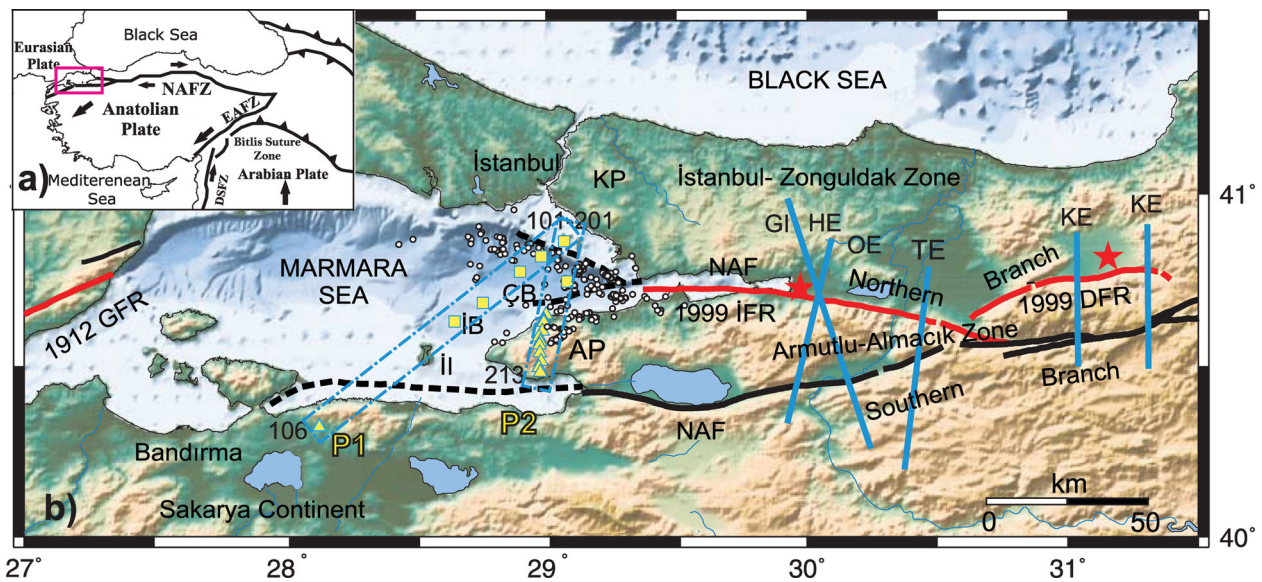 Black Sea
Eurasian
Plate
NAFZ
Anatolian
Plate
EAFZ
Bitlis Suture
Zone
Arabian Plate
DSFZ
Mediterenean
Sea
a)
BLACK SEA
İstanbul
KP
İstanbul- Zonguldak Zone
41°
101
201
GI
HE
OE
TE
KE
KE
MARMARA
SEA
ÇB
İB
İI
NAF
Northern
Branch
1912 GFR
1999 İFR
1999 DFR
Armutlu-Almacık Zone
AP
213
Branch
Southern
NAF
106
P1
P2
Bandırma
Sakarya Continent
b)
km
0
50
40°
27°
28°
29°
30°
31°